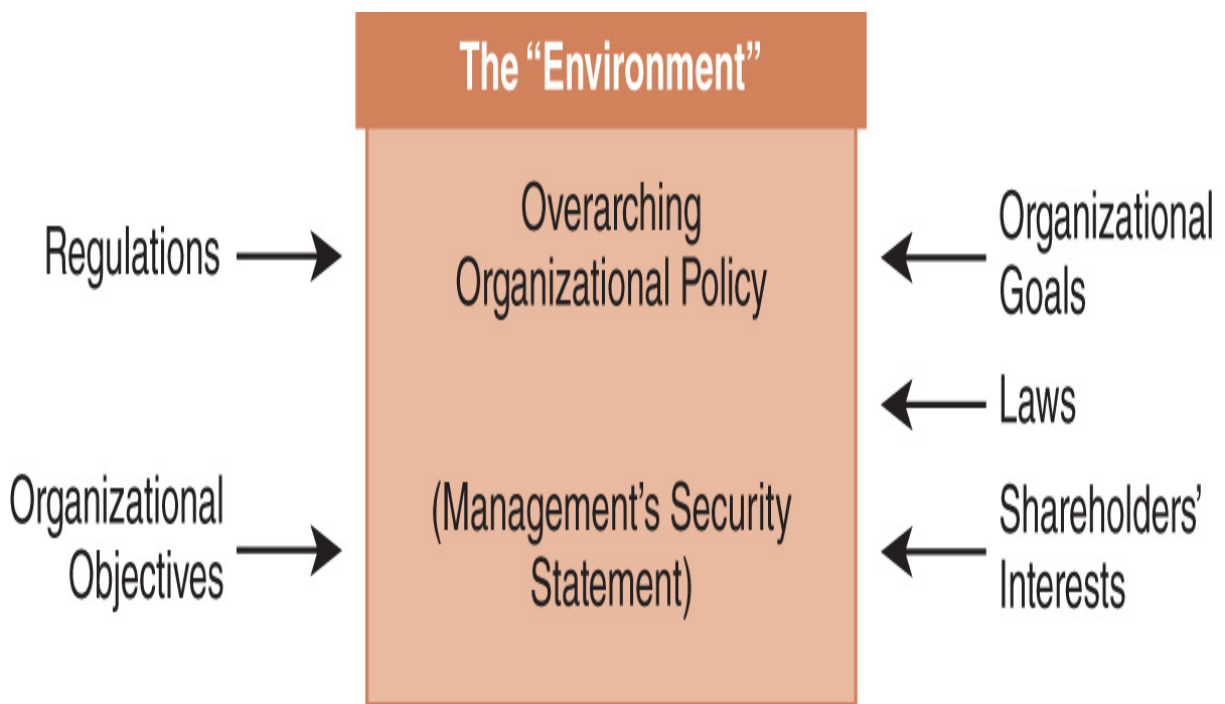 The “Environment”
Regulations
Organizational
Objectives
Overarching
Organizational Policy
(Management’s Security
Statement)
Organizational
Goals
Laws
Shareholders’
Interests